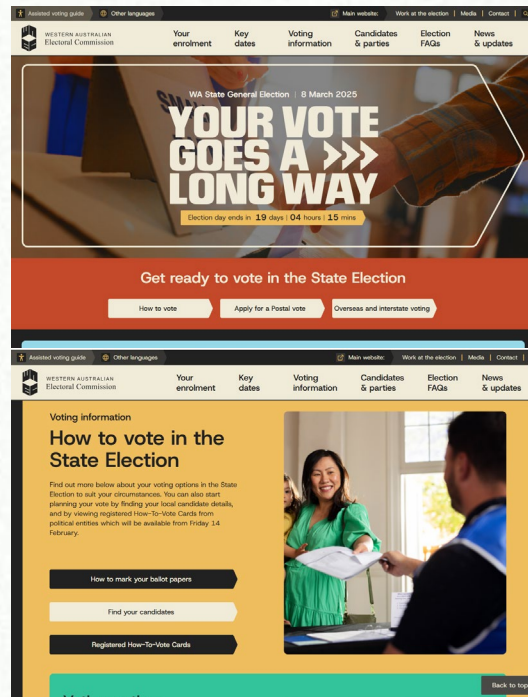 Assisted voting guide
Other languages
Main website: Work at the election | Media | Contact |
WESTERN AUSTRALIAN
Electoral Commission
Your
enrolment
Key
dates
Voting
information
Candidates
& parties
Election
FAQs
News
& updates
WA State General Election | 8 March 2025
YOUR VOTE
GOES A >>>
LONG WAY
Election day ends in 19 days | 04 hours | 15 mins
Get ready to vote in the State Election
How to vote
Apply for a Postal vote
Overseas and interstate voting
Assisted voting guide
Other languages
Main website: Work at the election | Media | Contact |
WESTERN AUSTRALIAN
Electoral Commission
Your
enrolment
Key
dates
Voting
information
Candidates
& parties
Election
FAQs
News
& updates
Voting information
How to vote in the
State Election
Find out more below about your voting options in the State
Election to suit your circumstances. You can also start
planning your vote by finding your local candidate details,
and by viewing registered How-To-Vote Cards from
political entities which will be available from Friday 14
February.
How to mark your ballot papers
Find your candidates
Registered How-To-Vote Cards
Back to top